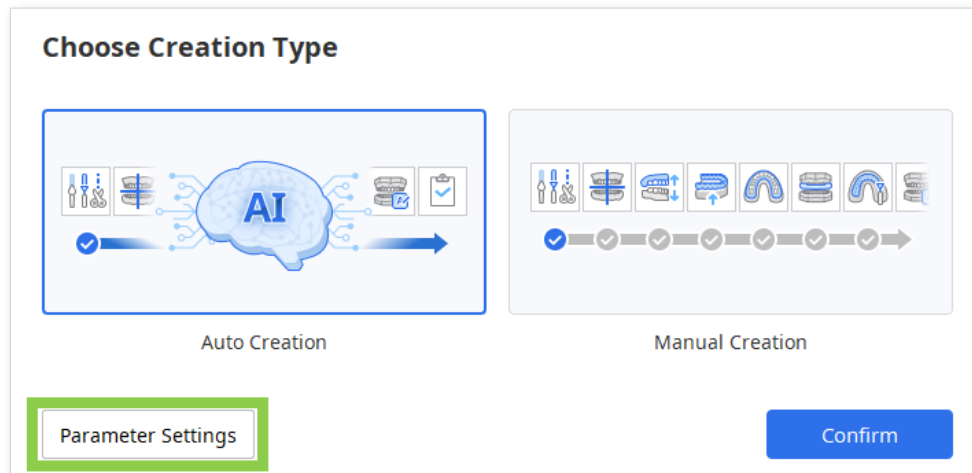 Choose Creation Type
AI
Auto Creation
Manual Creation
Parameter Settings
Confirm